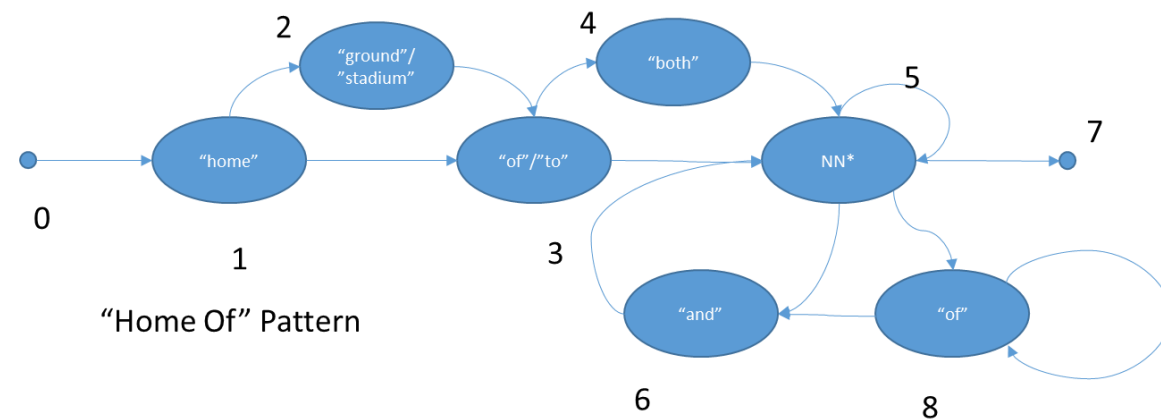 2
4
“ground”/
”stadium”
“both”
5
7
“home”
“of”/”to”
NN*
0
1
3
“Home Of” Pattern
“and”
“of”
6
8